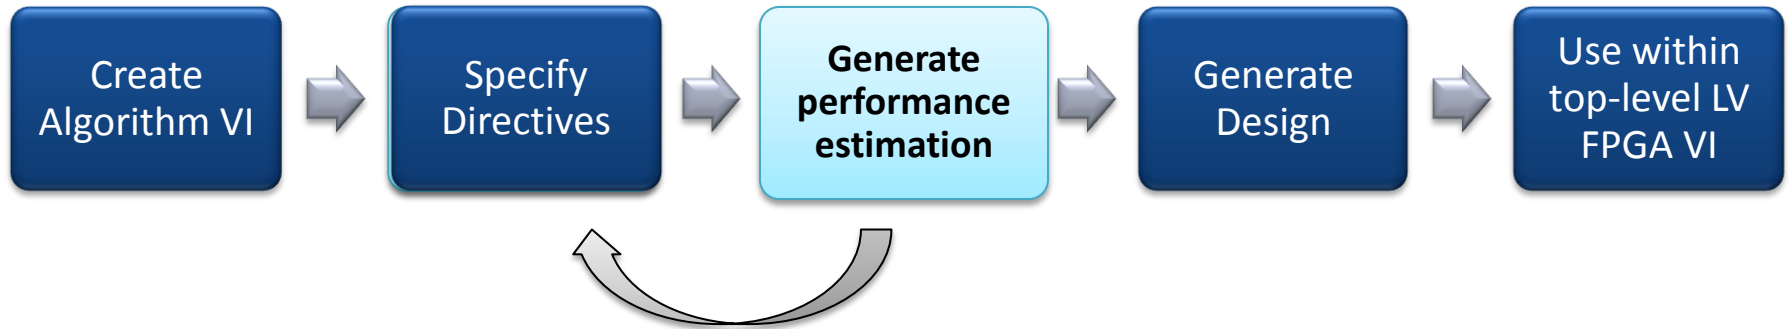 Create
Algorithm VI
Specify
Directives
Generate
performance
estimation
Generate
Design
Use within
top-level LV
FPGA VI